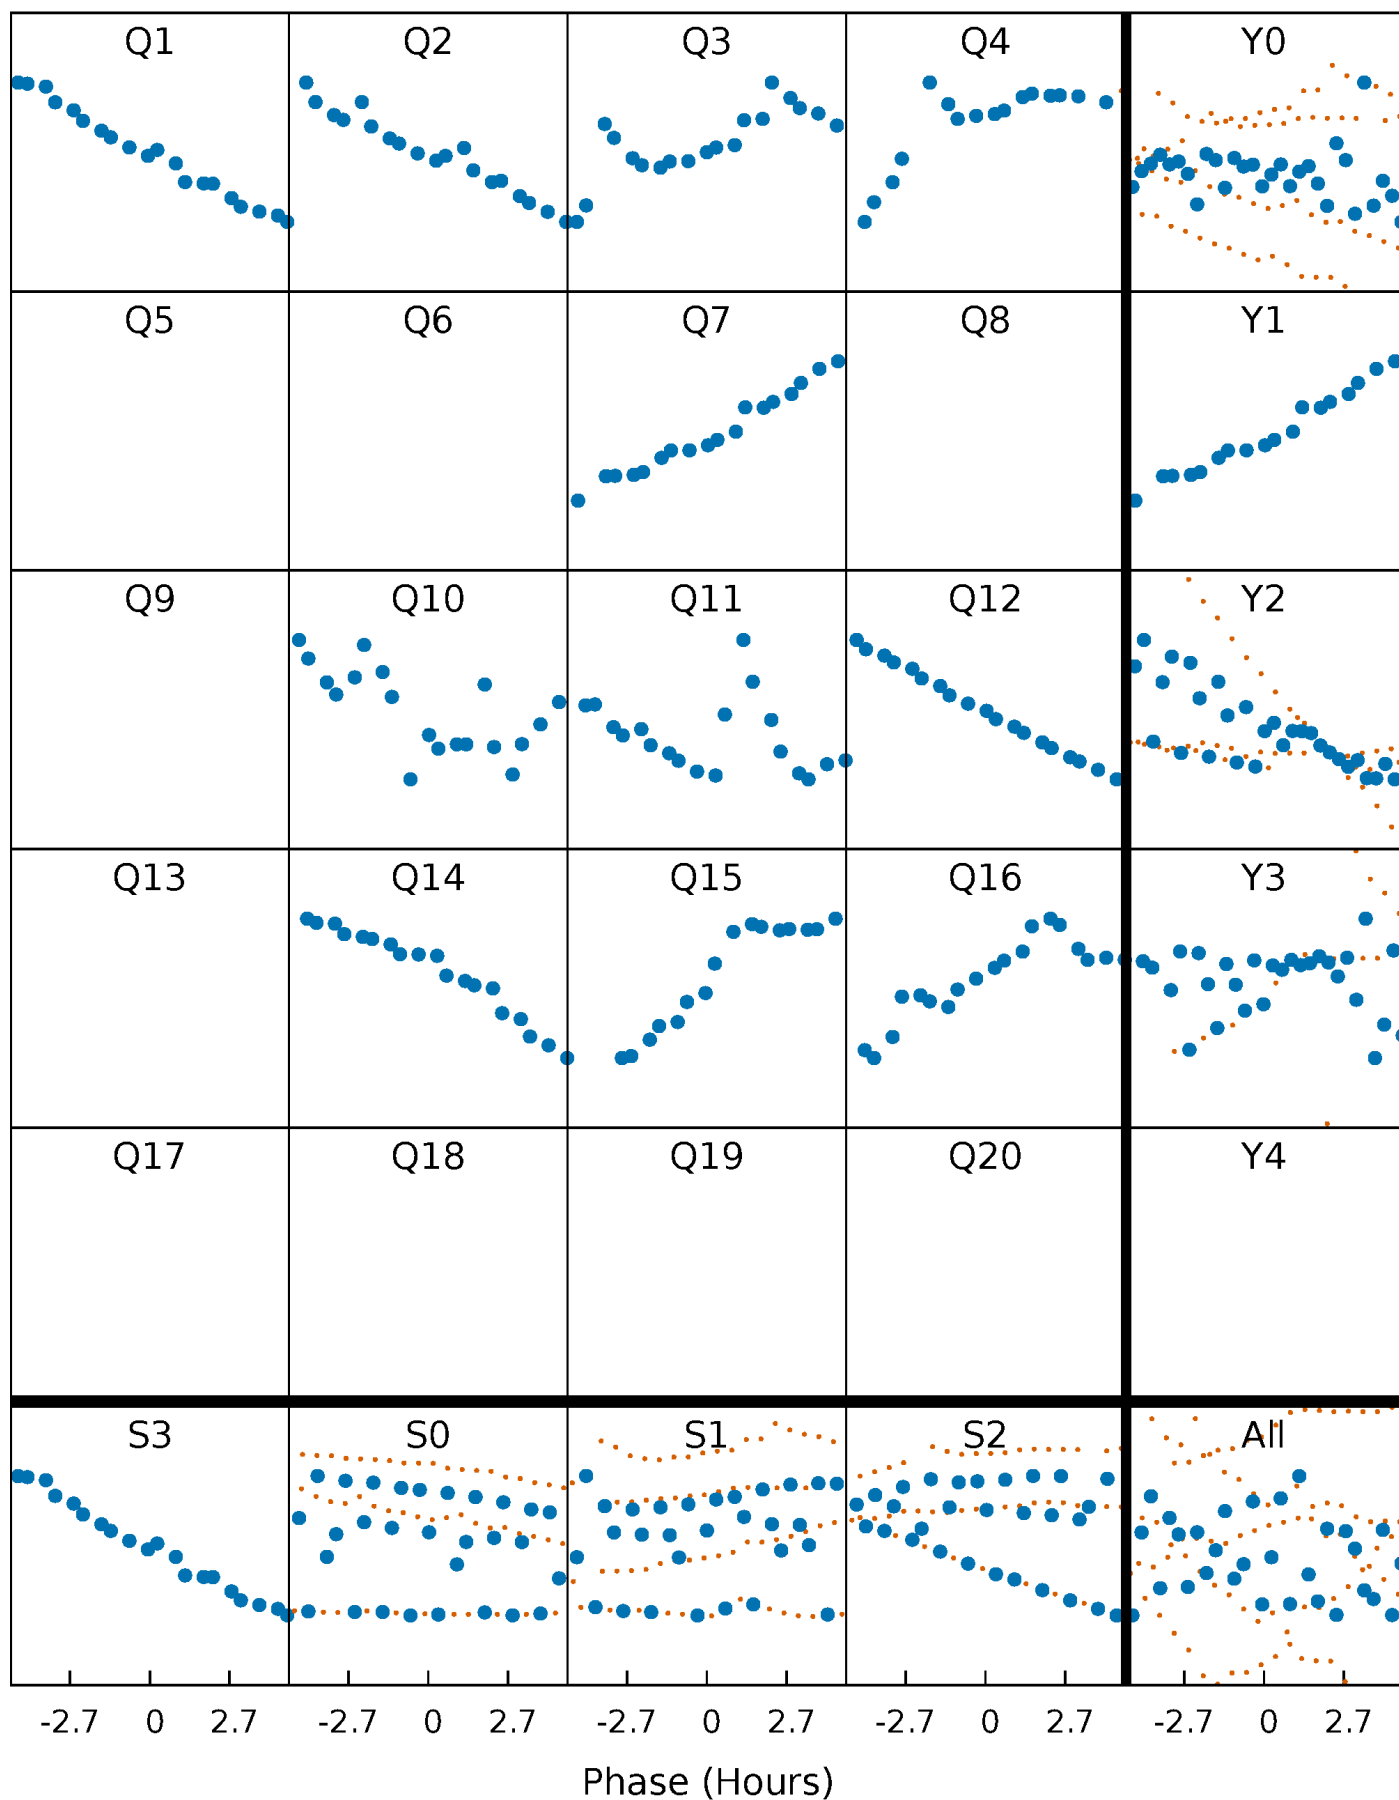 Q1 Q2 Q3 Q4 Y0
Q5 Q6 Q7 Q8 Y1
Q9 Q10 Q11 Q12 Y2
Q13 Q14 Q15 Q16 Y3
Q17 Q18 Q19 Q20 Y4
S3 S0 S1 S2 All
-2.7 0 2.7 -2.7 0 2.7 -2.7 0 2.7 -2.7 0 2.7 -2.7 0 2.7
Phase (Hours)